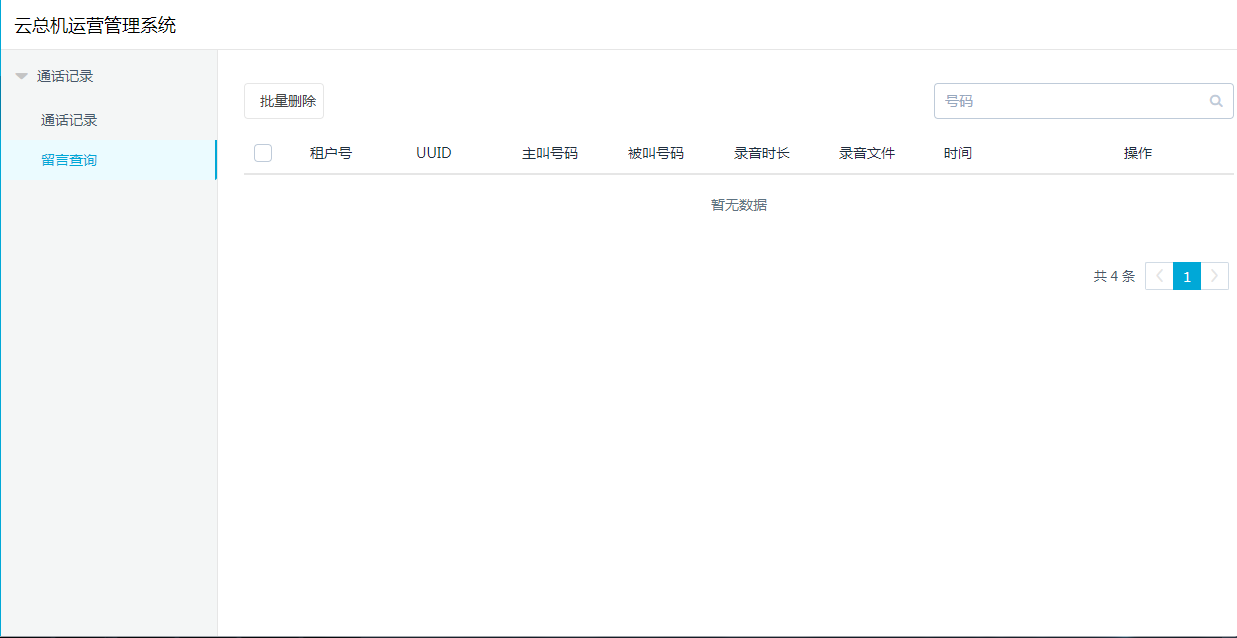 云总机运营管理系统
通话记录
通话记录
留言查询
批量删除
号码
租户号 UUID 主叫号码 被叫号码 录音时长 录音文件 时间 操作
暂无数据
共 4 条 1